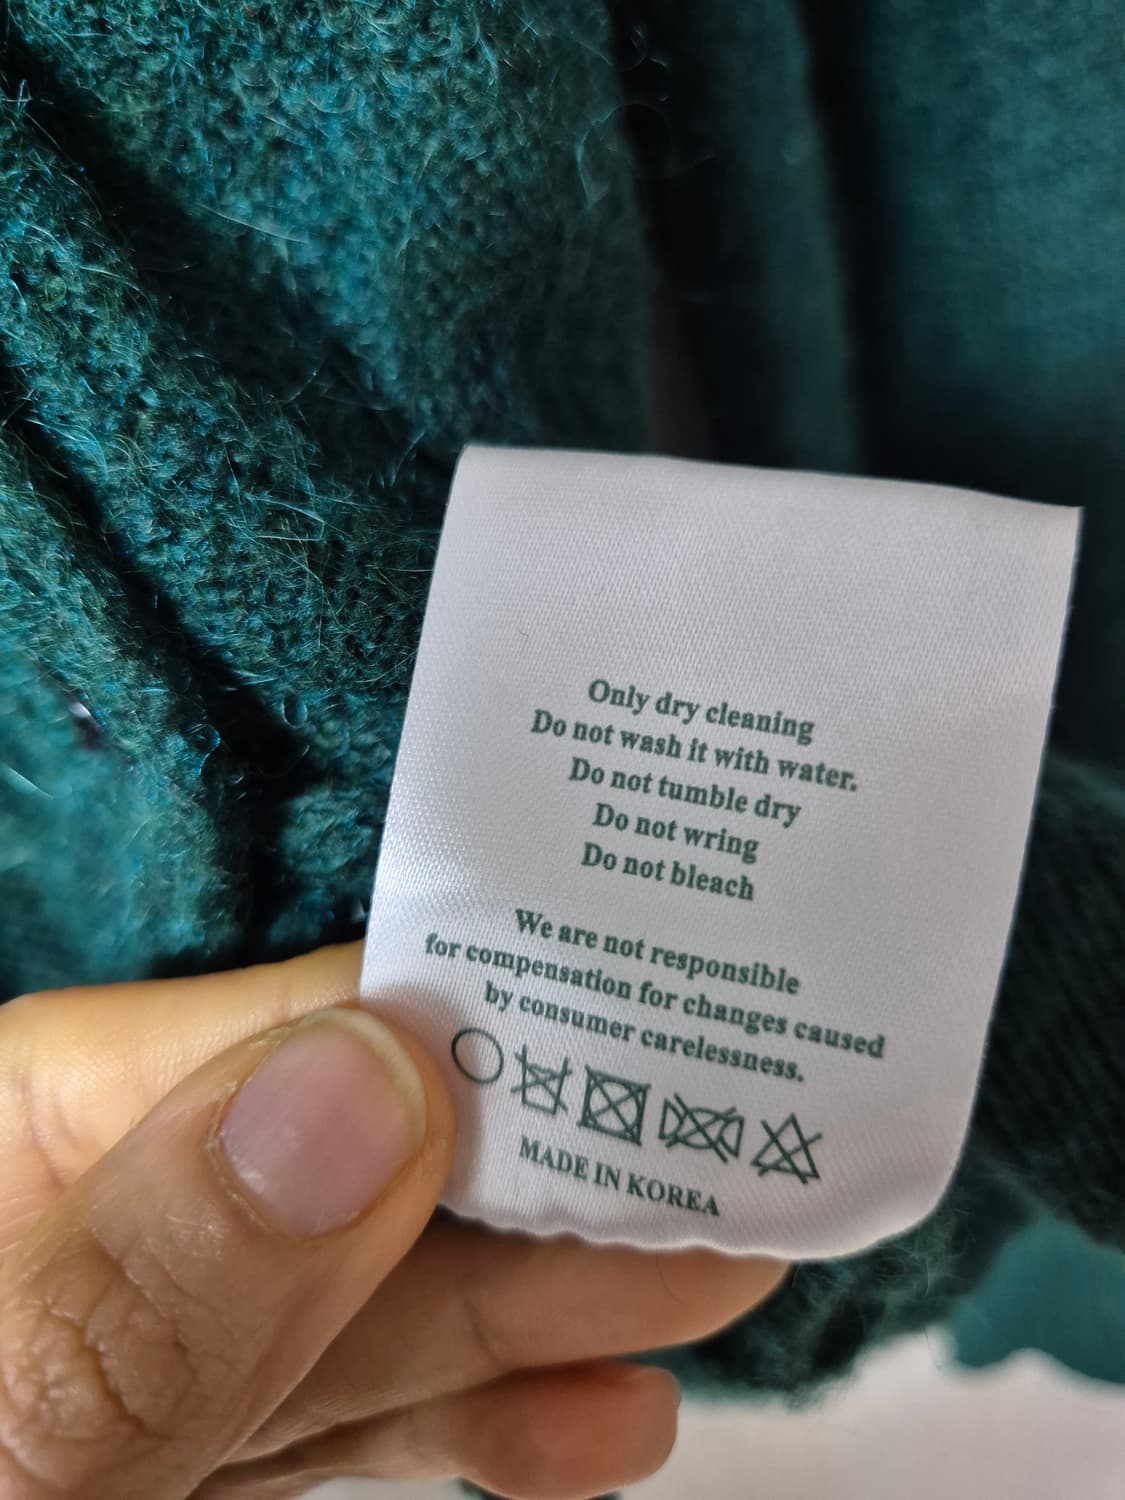 Only dry cleaning
Do not wash it with water.
Do not tumble dry
Do not wring
Do not bleach
We are not responsible
for compensation for changes caused
by consumer carelessness.
MADE IN KOREA